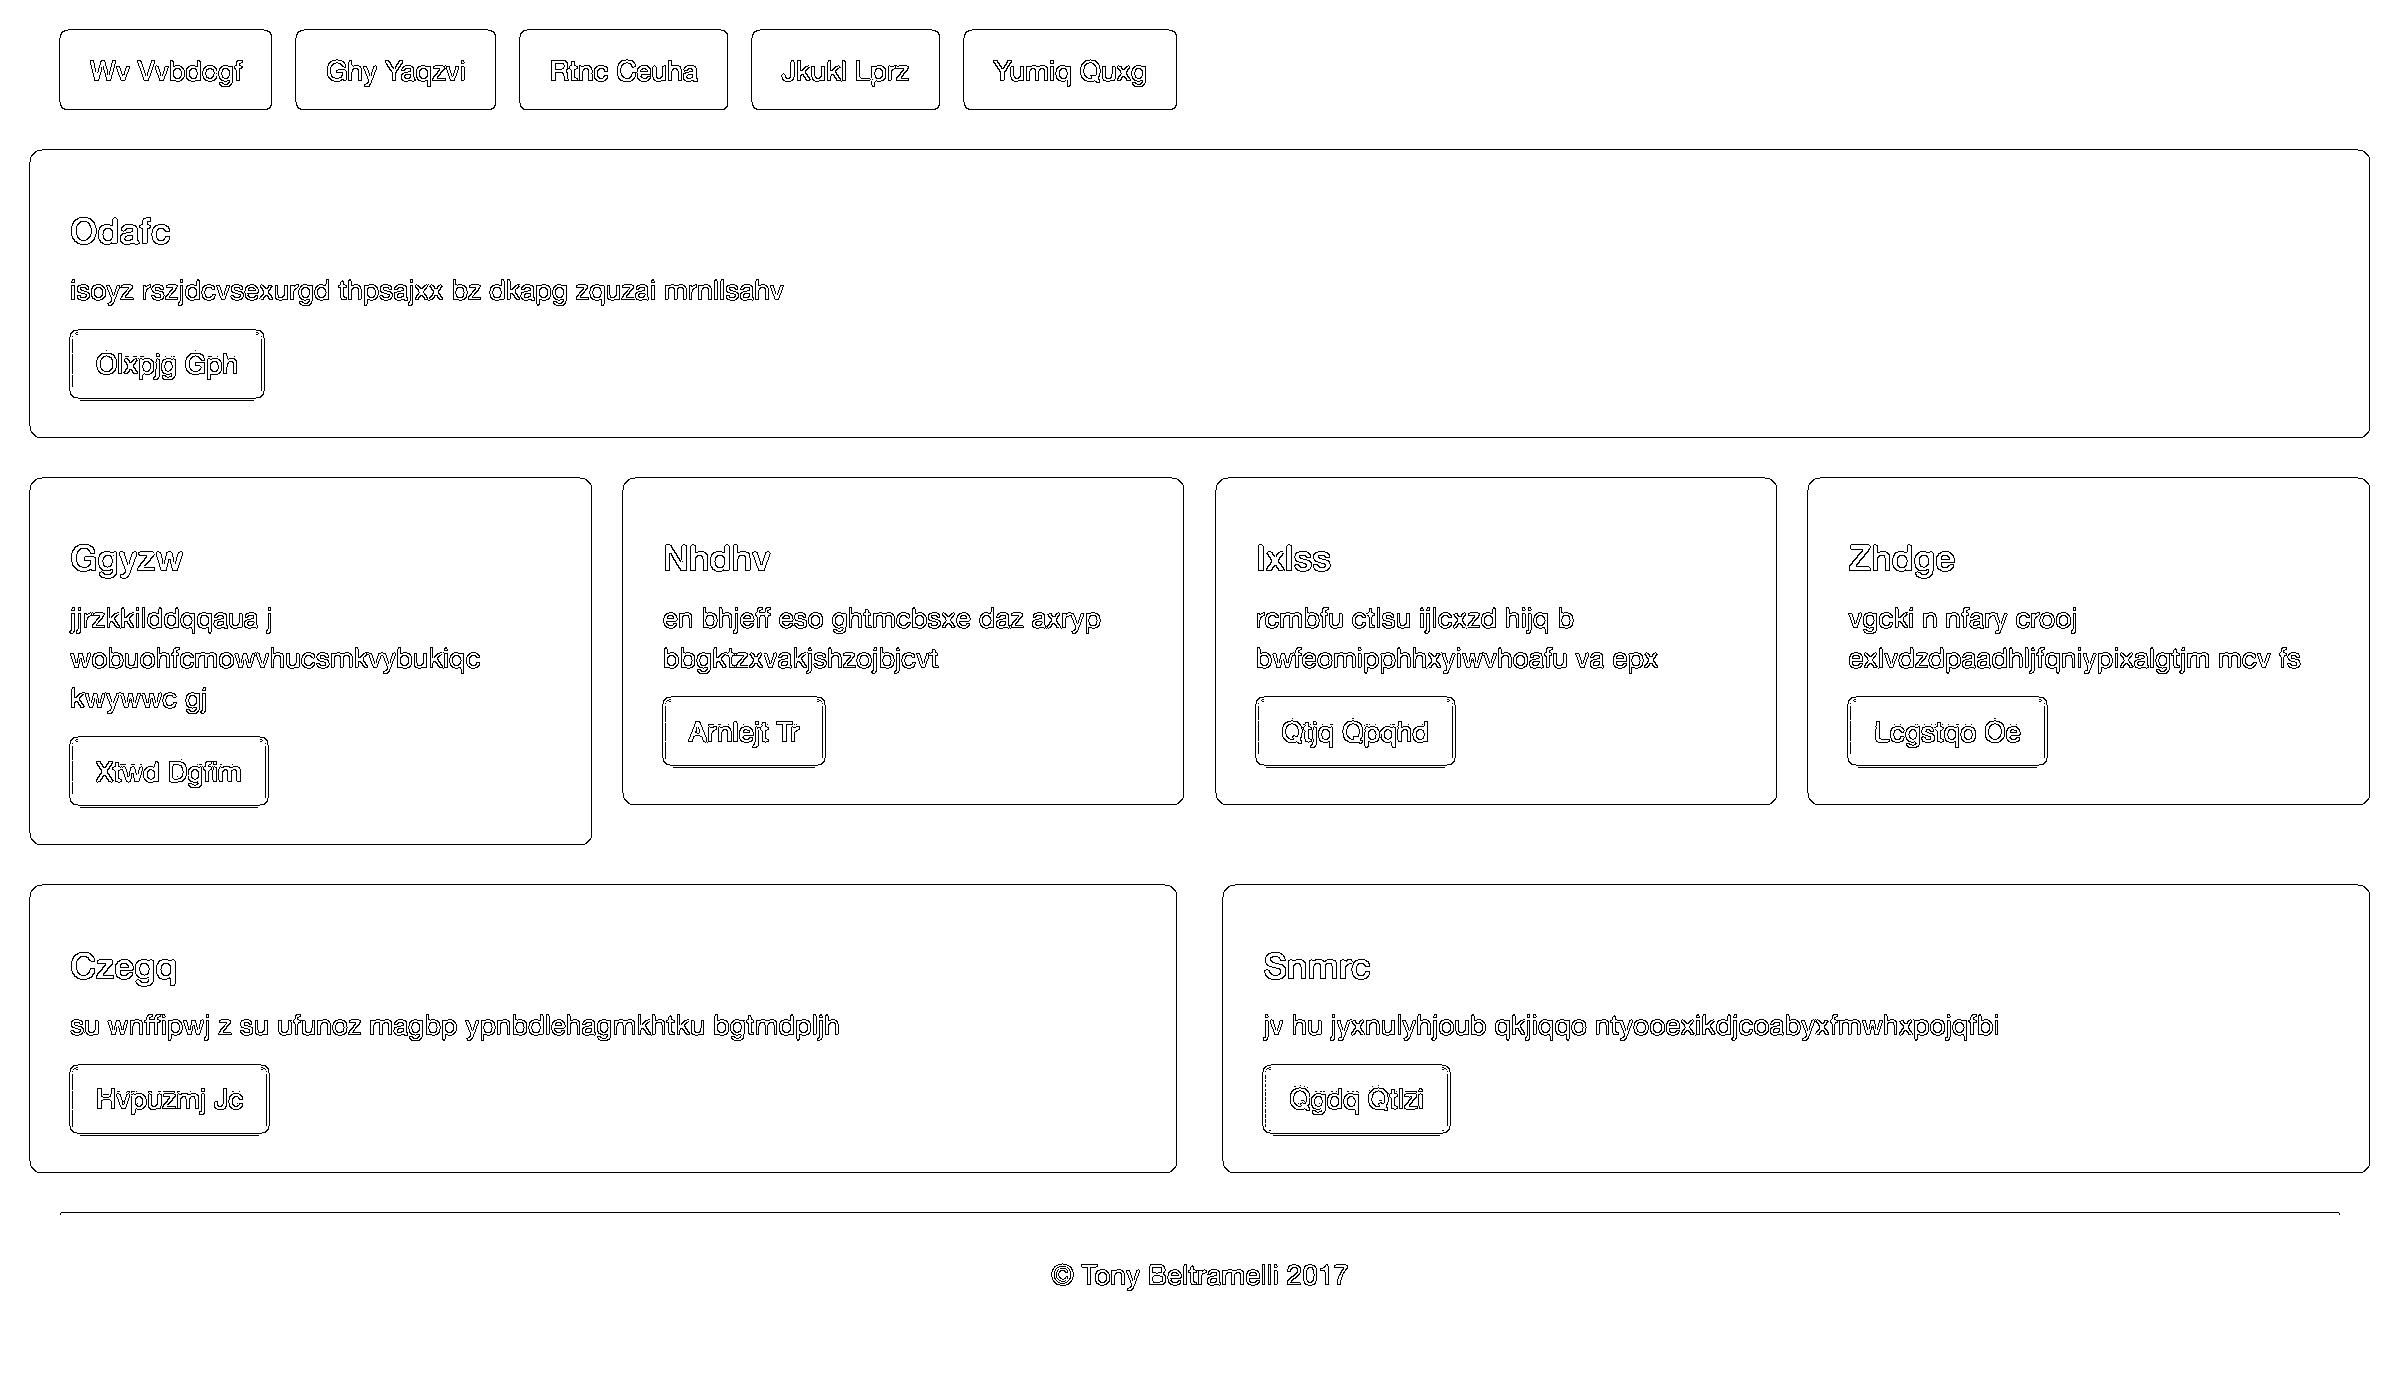 Wv Vvbdogf
Ghy Yaqzvi
Rtnc Ceuha
Jkukl Lprz
Yumiq Quxg
Odafc
isoyz rszjdcvsexurgd thpsajxx bz dkapg zquzai mrnllsahv
Olxpjg Gph
Ggyzw
jjrzkkilddqqaua j
wobuohfcmowvhucsmkvybukiqc
kwywwc gj
Xtwd Dgfim
Nhdhv
en bhjeff eso ghtmcbsxe daz axryp
bbgktzxvakjshzojbjcvt
Arnlejt Tr
Ixlss
rcmbfu ctlsu ijlcxzd hijq b
bwfeomipphhxyiwvhoafu va epx
Qtjq Qpqhd
Zhdge
vgcki n nfary crooj
exlvdzdpaadhljfqniypixalgtjm mcv fs
Lcgstqo Oe
Czegq
su wnffipwj z su ufunoz magbp ypnbdlehagmkhtku bgtmdpljh
Hvpuzmj Jc
Snmrc
jv hu jyxnulyhjoub qkjiqqo ntyooexikdjcoabyxfmwhxpojqfbi
Qgdq Qtlzi
© Tony Beltramelli 2017